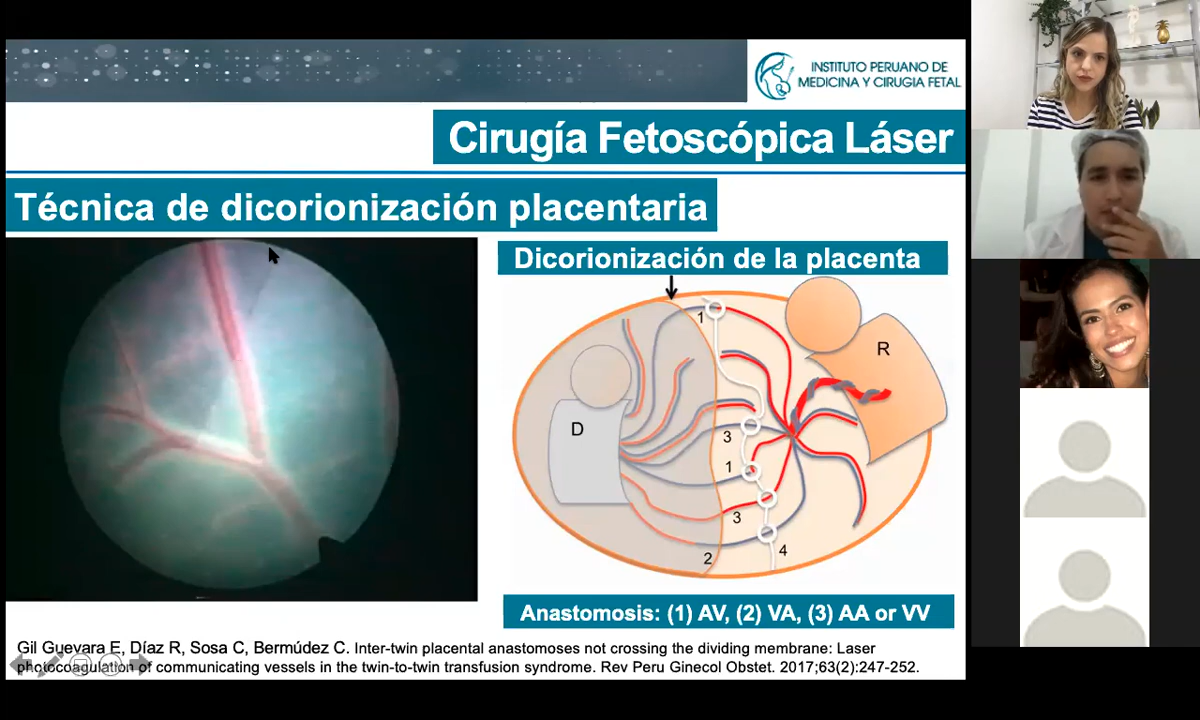 INSTITUTO PERUANO DE
MEDICINA Y CIRUGIA FETAL
Cirugía Fetoscópica Láser
Técnica de dicorionización placentaria
Dicorionización de la placenta
1
R
D
3
1
3
4
2
Anastomosis: (1) AV, (2) VA, (3) AA or VV
Gil Guevara E, Díaz R, Sosa C, Bermúdez C. Inter-twin placental anastomoses not crossing the dividing membrane: Laser
photocoagulation of communicating vessels in the twin-to-twin transfusion syndrome. Rev Peru Ginecol Obstet. 2017;63(2):247-252.